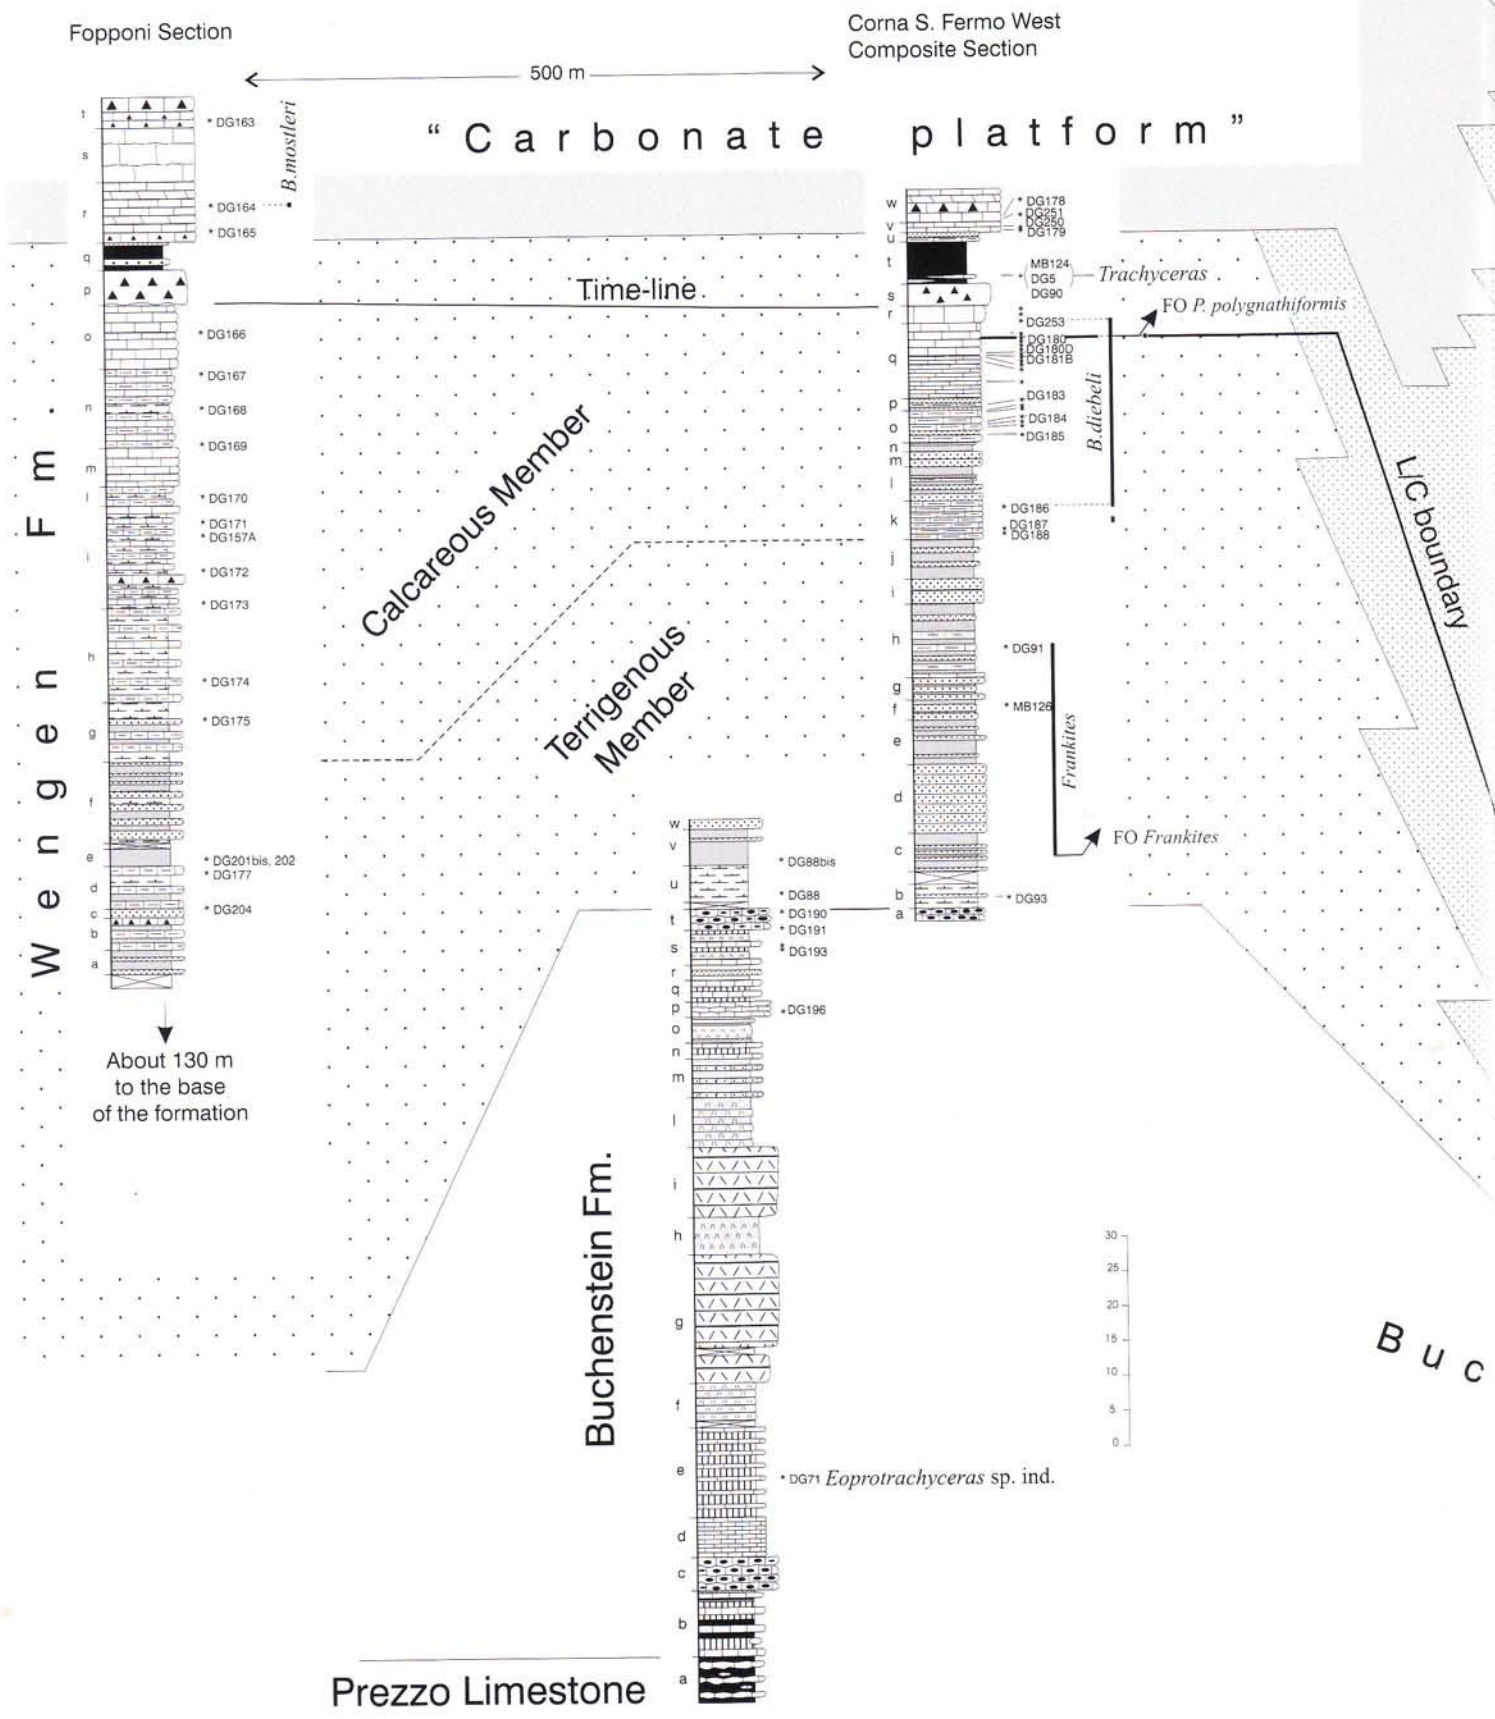 Fopponi Section
Corna S. Fermo West
Composite Section
500 m
“Carbonate platform”
B.mostleri
t
s
r
q
p
o
n
m
l
i
h
g
f
e
d
c
b
a
* DG163
* DG164
* DG165
* DG166
* DG167
* DG168
* DG169
* DG170
* DG171
* DG157A
* DG172
* DG173
* DG174
* DG175
* DG201bis, 202
* DG177
* DG204
Wengen Fm.
About 130 m
to the base
of the formation
Time-line
Calcareous Member
Terrigenous
Member
w
v
u
t
s
r
q
p
o
n
m
l
k
j
i
h
g
f
e
d
c
b
a
* DG178
* DG251
DG250
* DG179
MB124
* DG5
DG90
Trachyceras
* DG253
FO P. polygnathiformis
* DG180
* DG180D
* DG181B
* DG183
* DG184
* DG185
B.diebeli
* DG186
DG187
* DG188
* DG91
* MB126
Frankites
FO Frankites
* DG93
L/C boundary
w
v
u
t
s
r
q
p
o
n
m
l
i
h
g
f
e
d
c
b
a
* DG88bis
* DG88
* DG190
* DG191
* DG193
* DG196
* DG71 Eoprotrachyceras sp. ind.
Buchenstein Fm.
Prezzo Limestone
30
25
20
15
10
5
0
Buc